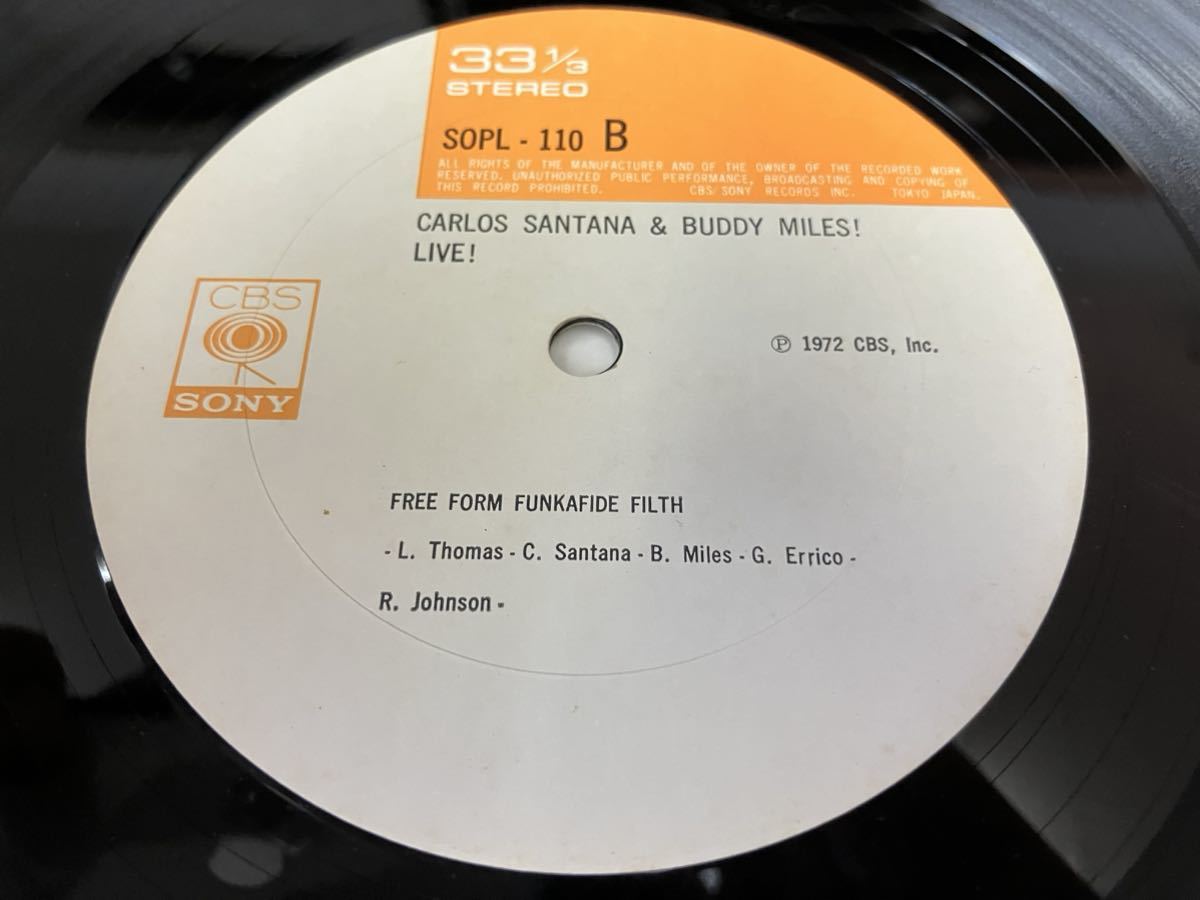 33 1/3
STEREO
SOPL - 110 B
ALL RIGHTS OF THE MANUFACTURER AND OF THE OWNER OF THE RECORDED WORK
RESERVED. UNAUTHORIZED PUBLIC PERFORMANCE, BROADCASTING AND COPYING OF
THIS RECORD PROHIBITED. CBS/SONY RECORDS INC. TOKYO JAPAN.
CARLOS SANTANA & BUDDY MILES!
LIVE!
CBS
SONY
℗ 1972 CBS, Inc.
FREE FORM FUNKAFIDE FILTH
- L. Thomas - C. Santana - B. Miles - G. Errico -
R. Johnson -